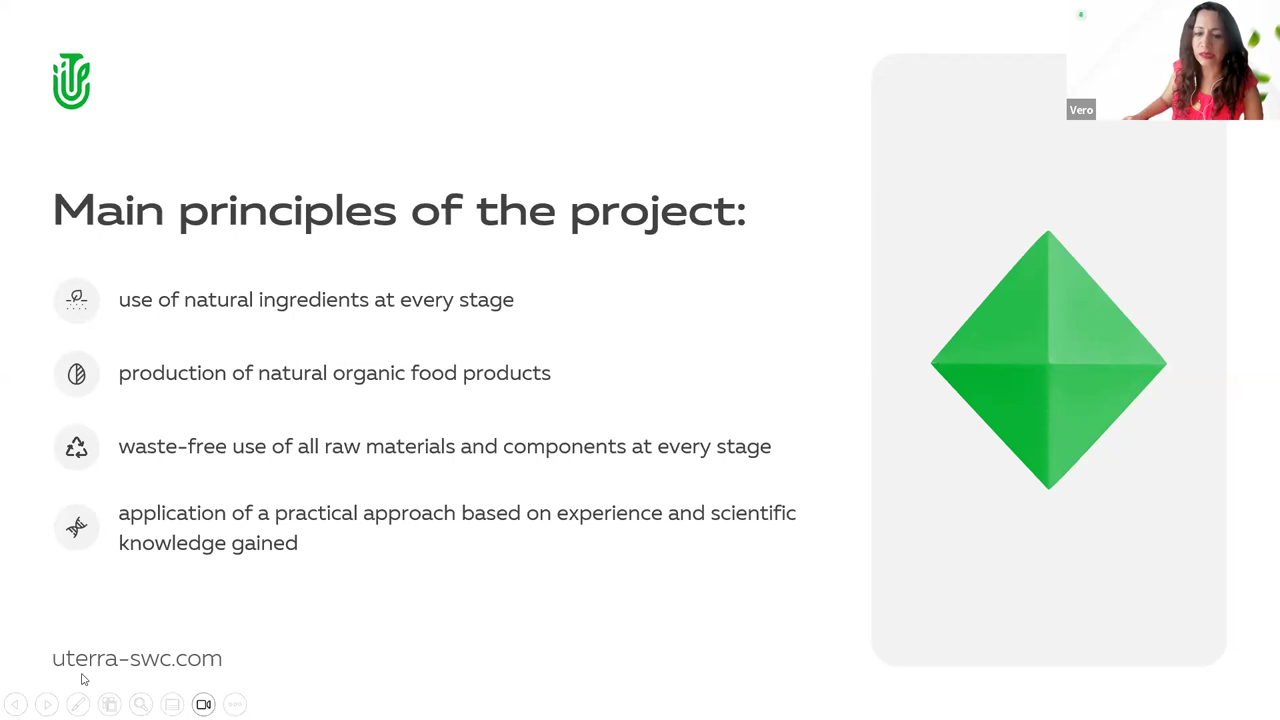 Vero
Main principles of the project:
use of natural ingredients at every stage
production of natural organic food products
waste-free use of all raw materials and components at every stage
application of a practical approach based on experience and scientific
knowledge gained
uterra-swc.com